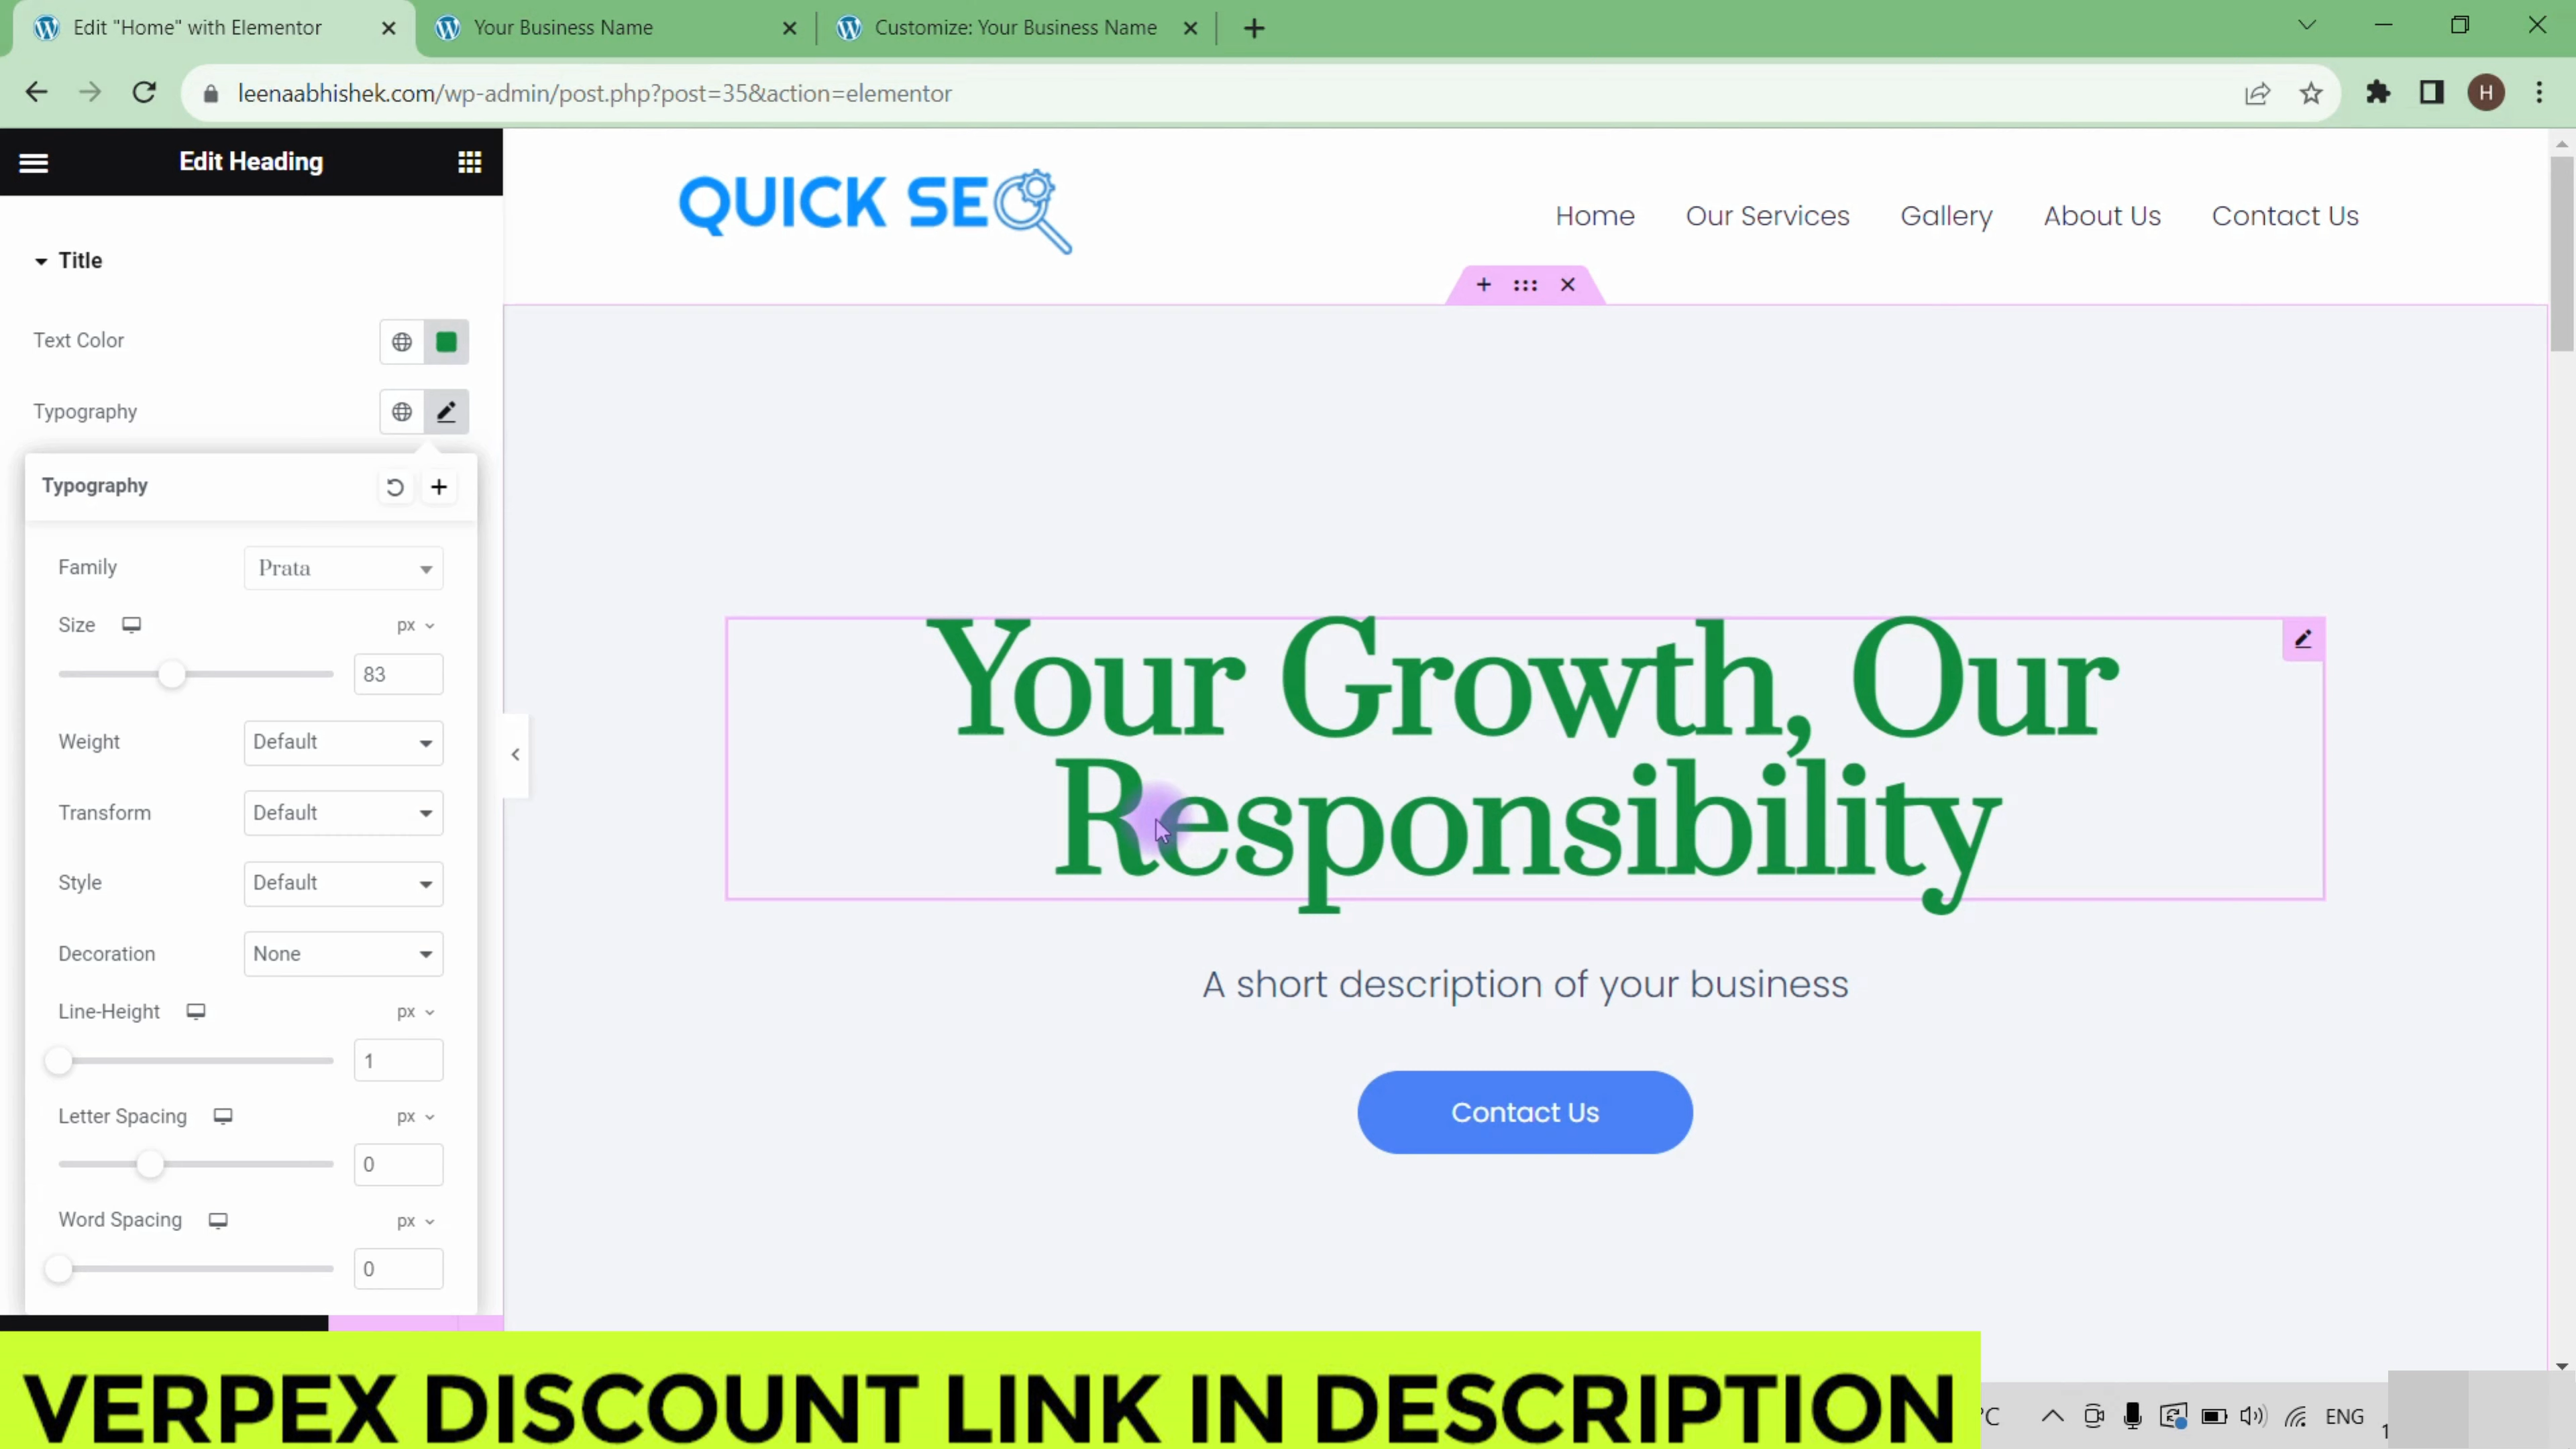 Edit "Home" with Elementor
Your Business Name
Customize: Your Business Name
leenaabhishek.com/wp-admin/post.php?post=35&action=elementor
H
Edit Heading
QUICK SEO
Home
Our Services
Gallery
About Us
Contact Us
Title
Text Color
Typography
Typography
Family
Prata
Size
px
83
Weight
Default
Transform
Default
Style
Default
Decoration
None
Line-Height
px
1
Letter Spacing
px
0
Word Spacing
px
0
Your Growth, Our
Responsibility
A short description of your business
Contact Us
VERPEX DISCOUNT LINK IN DESCRIPTION
°C
ENG
1